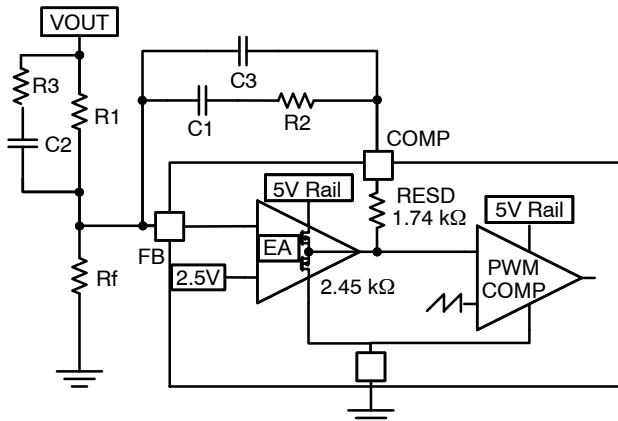 VOUT
R3
R1
C2
C3
C1
R2
COMP
5V Rail
RESD
1.74 kΩ
5V Rail
FB
EA
2.5V
2.45 kΩ
PWM
COMP
Rf